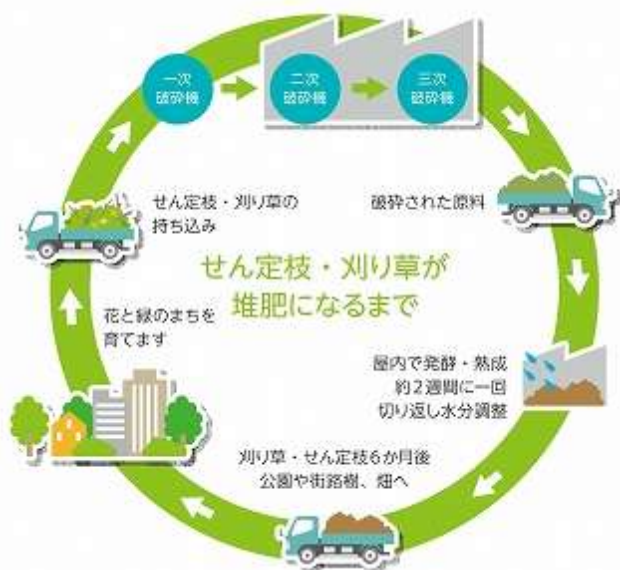 一次
破砕機
二次
破砕機
三次
破砕機
せん定枝・刈り草の
持ち込み
破砕された原料
せん定枝・刈り草が
堆肥になるまで
花と緑のまちを
育てます
屋内で発酵・熟成
約2週間に一回
切り返し水分調整
刈り草・せん定枝6か月後
公園や街路樹、畑へ